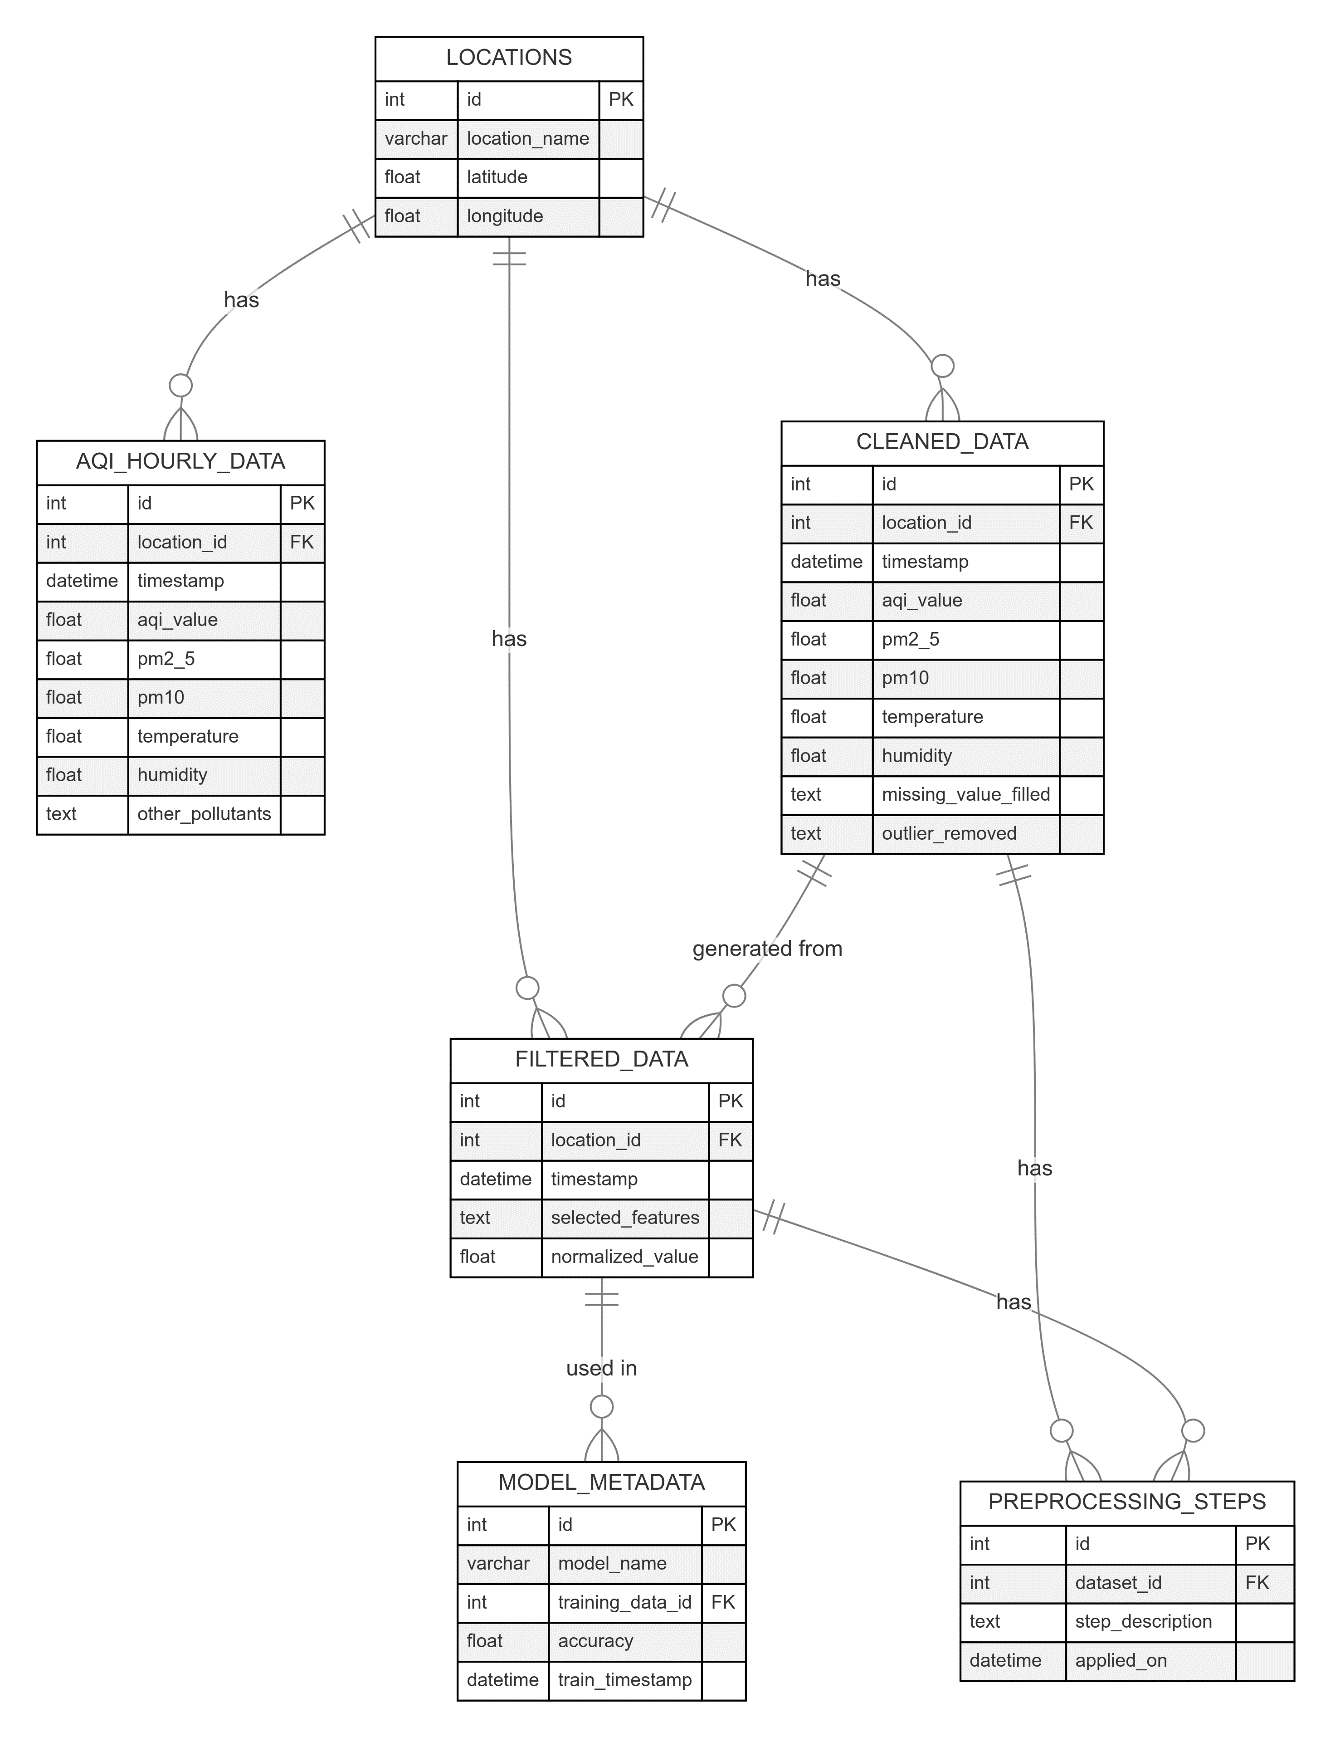 LOCATIONS
int id PK
varchar location_name
float latitude
float longitude
has
has
has
AQI_HOURLY_DATA
int id PK
int location_id FK
datetime timestamp
float aqi_value
float pm2_5
float pm10
float temperature
float humidity
text other_pollutants
CLEANED_DATA
int id PK
int location_id FK
datetime timestamp
float aqi_value
float pm2_5
float pm10
float temperature
float humidity
text missing_value_filled
text outlier_removed
generated from
has
FILTERED_DATA
int id PK
int location_id FK
datetime timestamp
text selected_features
float normalized_value
has
used in
MODEL_METADATA
int id PK
varchar model_name
int training_data_id FK
float accuracy
datetime train_timestamp
PREPROCESSING_STEPS
int id PK
int dataset_id FK
text step_description
datetime applied_on